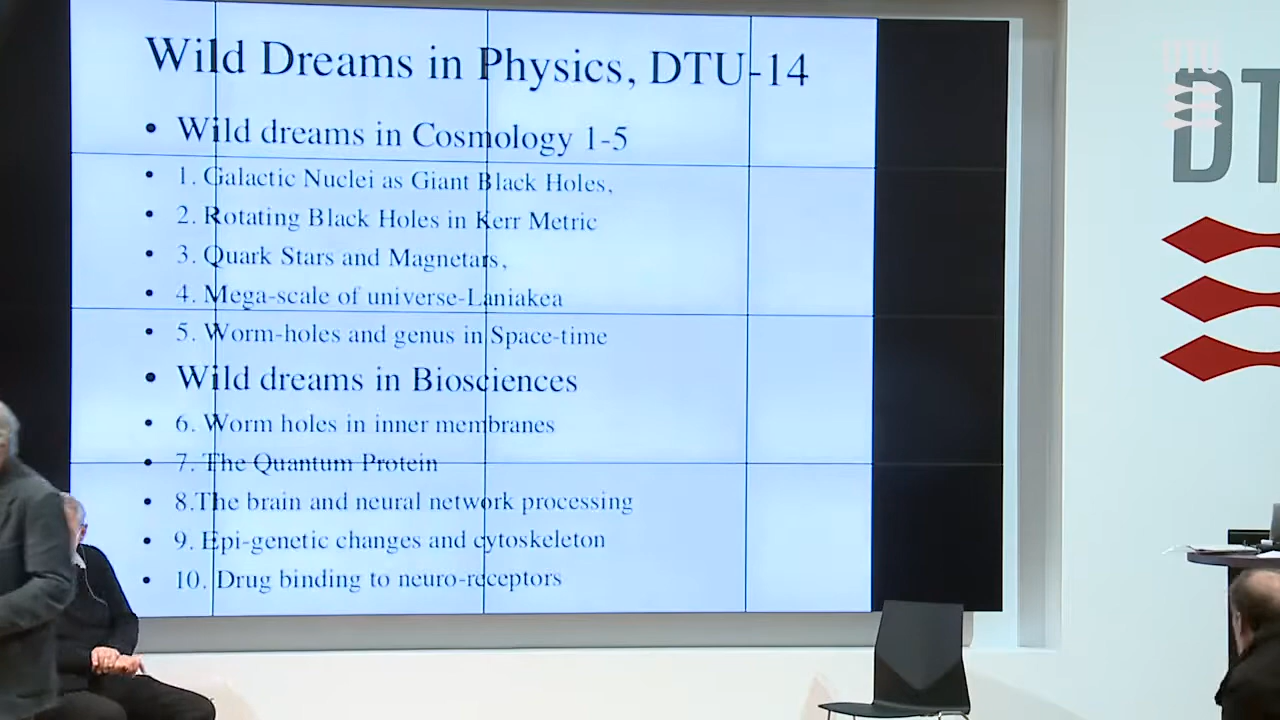 Wild Dreams in Physics, DTU-14
• Wild dreams in Cosmology 1-5
• 1. Galactic Nuclei as Giant Black Holes,
• 2. Rotating Black Holes in Kerr Metric
• 3. Quark Stars and Magnetars,
• 4. Mega-scale of universe-Laniakea
• 5. Worm-holes and genus in Space-time
• Wild dreams in Biosciences
• 6. Worm holes in inner membranes
• 7. The Quantum Protein
• 8.The brain and neural network processing
• 9. Epi-genetic changes and cytoskeleton
• 10. Drug binding to neuro-receptors
DTU
DT